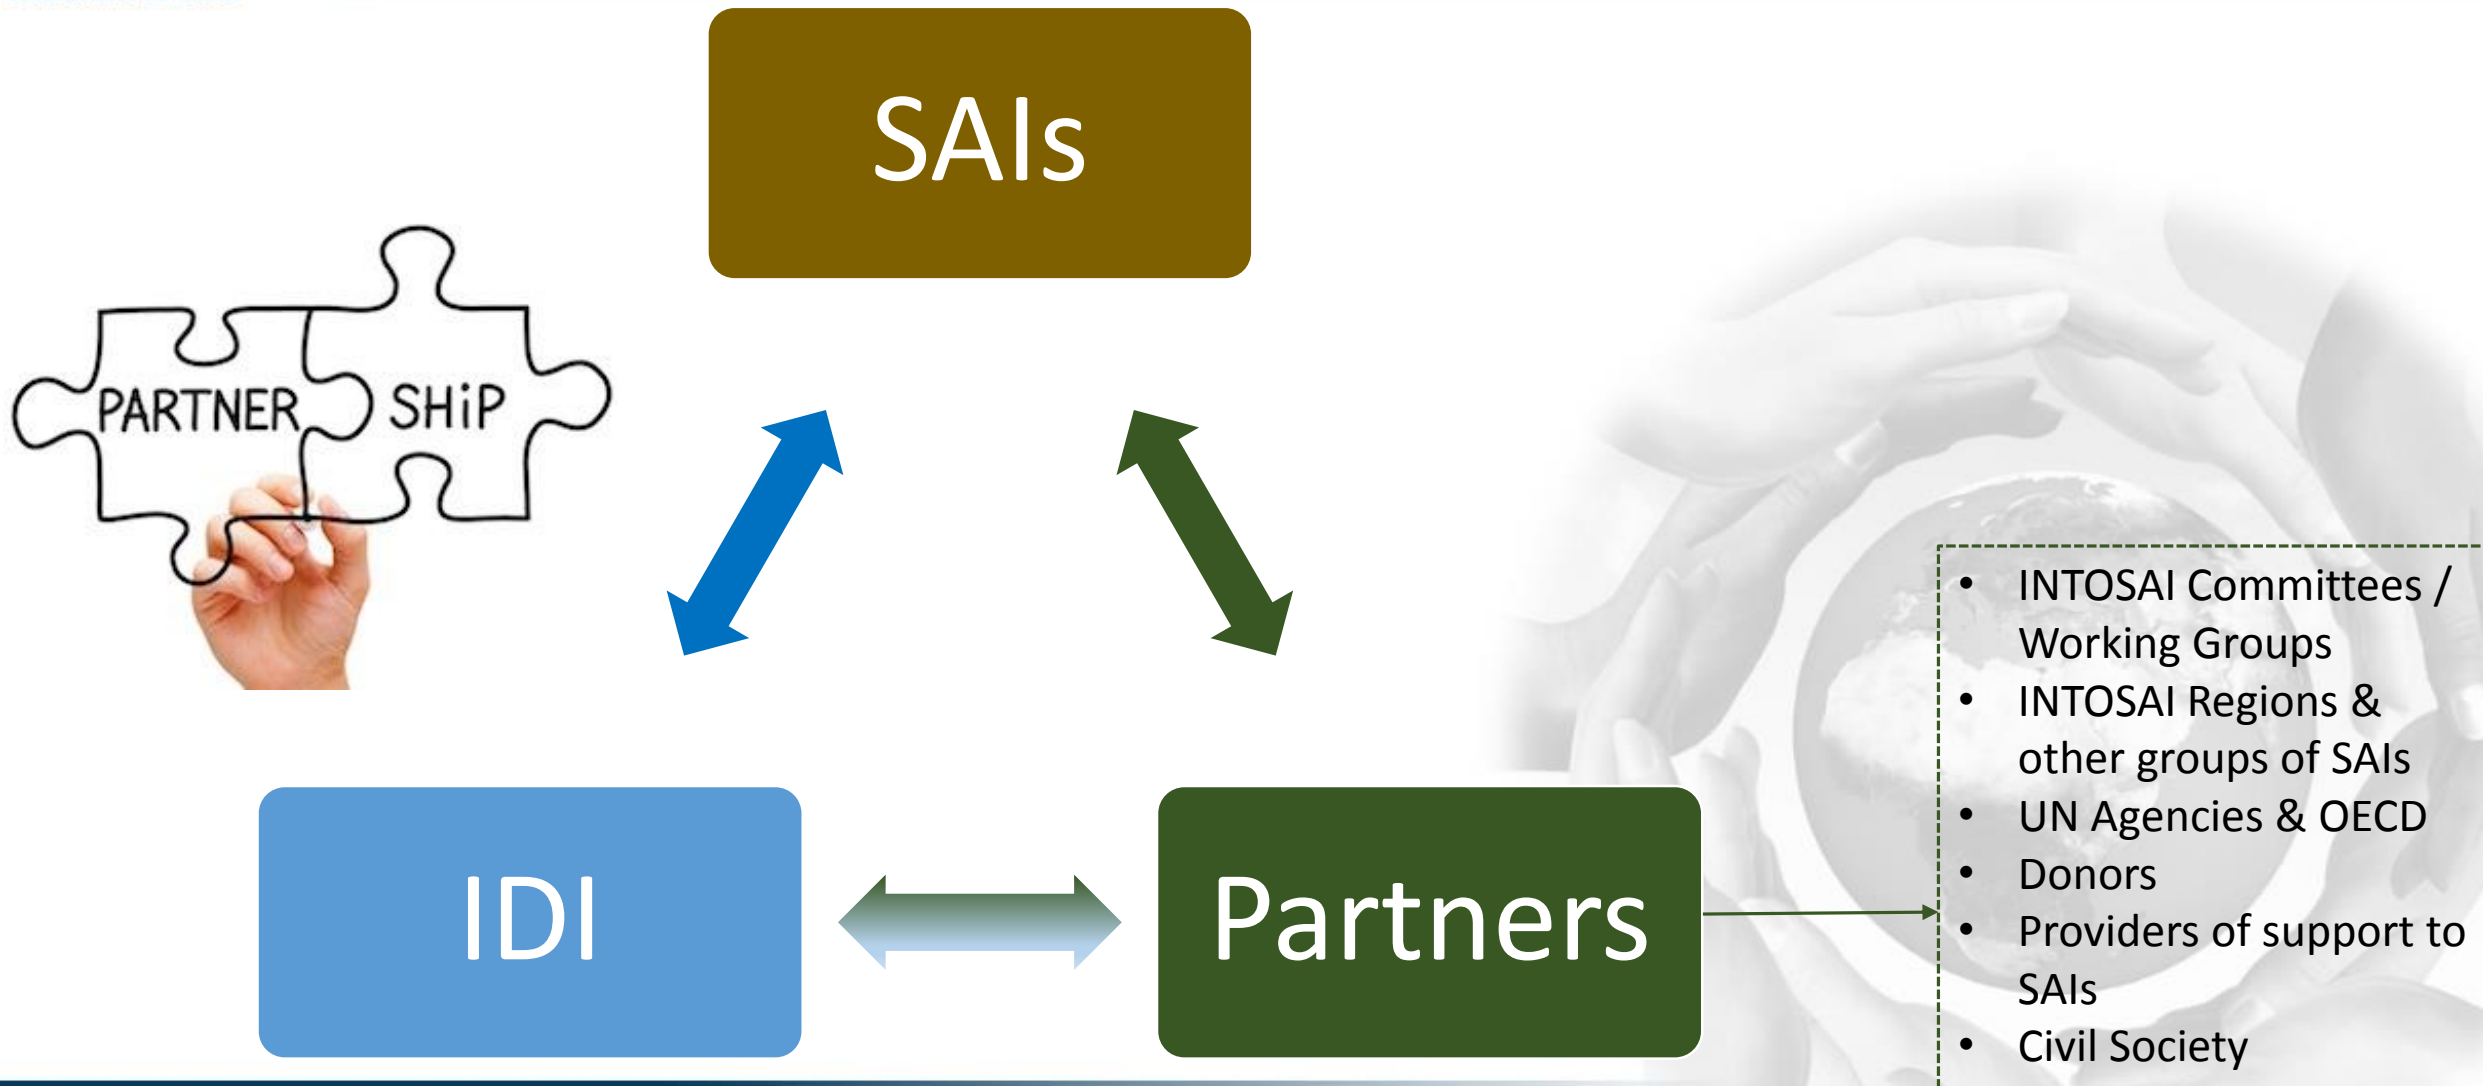 SAIs
PARTNER SHiP
IDI
Partners
• INTOSAI Committees /
Working Groups
• INTOSAI Regions &
other groups of SAIs
• UN Agencies & OECD
• Donors
• Providers of support to
SAIs
• Civil Society